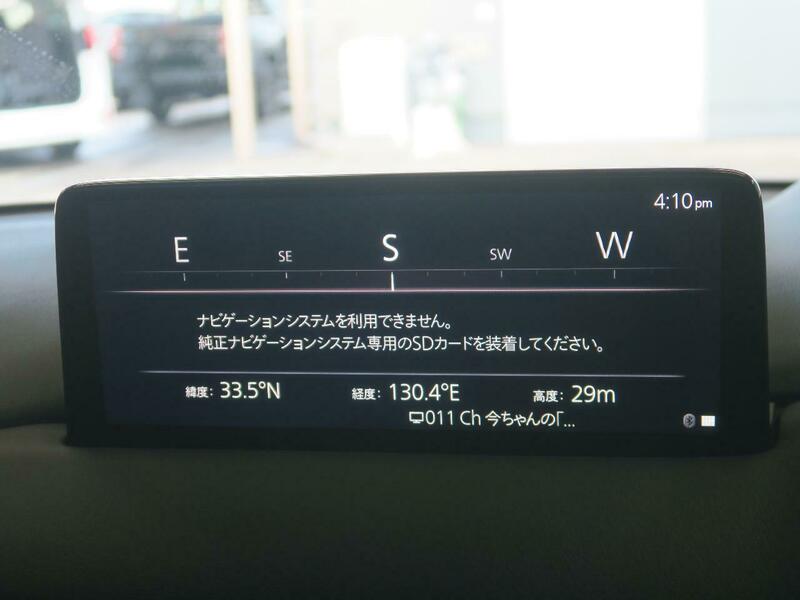 4:10pm
E SE S SW W
ナビゲーションシステムを利用できません。
純正ナビゲーションシステム専用のSDカードを装着してください。
緯度: 33.5°N 経度: 130.4°E 高度: 29m
011 Ch 今ちゃんの「...